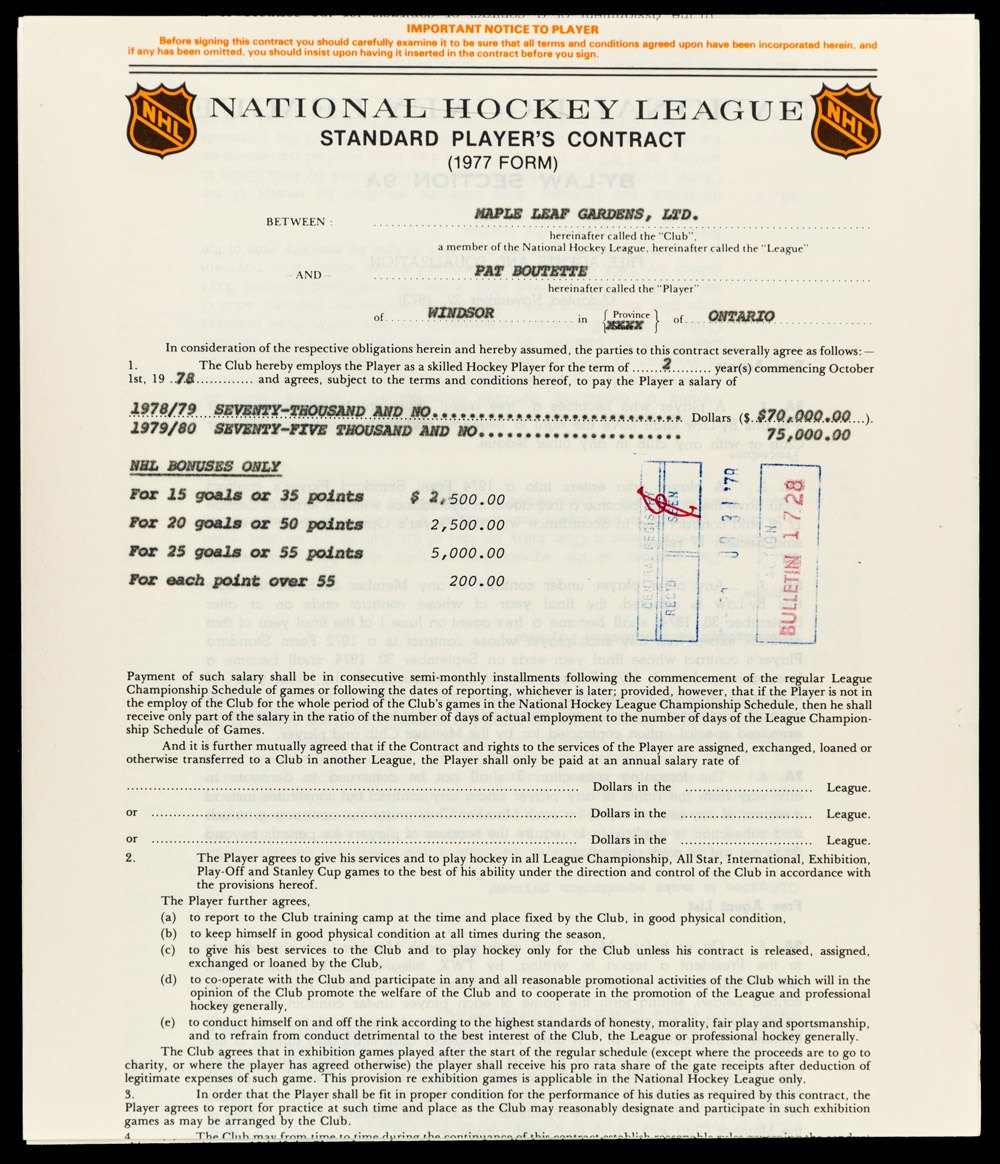 IMPORTANT NOTICE TO PLAYER
Before signing this contract you should carefully examine it to be sure that all terms and conditions agreed upon have been incorporated herein, and
if any has been omitted, you should insist upon having it inserted in the contract before you sign.
NHL NATIONAL HOCKEY LEAGUE NHL
STANDARD PLAYER'S CONTRACT
(1977 FORM)
BETWEEN: MAPLE LEAF GARDENS, LTD.
hereinafter called the "Club",
a member of the National Hockey League, hereinafter called the "League"
—AND— PAT BOUTETTE
hereinafter called the "Player"
of WINDSOR in { Province } of ONTARIO
In consideration of the respective obligations herein and hereby assumed, the parties to this contract severally agree as follows:—
1. The Club hereby employs the Player as a skilled Hockey Player for the term of ......2......... year(s) commencing October
1st, 19 ..78............. and agrees, subject to the terms and conditions hereof, to pay the Player a salary of
1978/79 SEVENTY-THOUSAND AND NO............................ Dollars ($..$70,000.00...).
1979/80 SEVENTY-FIVE THOUSAND AND NO...................... 75,000.00
NHL BONUSES ONLY
For 15 goals or 35 points $ 2,500.00
For 20 goals or 50 points 2,500.00
For 25 goals or 55 points 5,000.00
For each point over 55 200.00
CENTRAL REGIS
SEEN
REC'D
BULLETIN 17.28
Payment of such salary shall be in consecutive semi-monthly installments following the commencement of the regular League
Championship Schedule of games or following the dates of reporting, whichever is later; provided, however, that if the Player is not in
the employ of the Club for the whole period of the Club's games in the National Hockey League Championship Schedule, then he shall
receive only part of the salary in the ratio of the number of days of actual employment to the number of days of the League Champion-
ship Schedule of Games.
And it is further mutually agreed that if the Contract and rights to the services of the Player are assigned, exchanged, loaned or
otherwise transferred to a Club in another League, the Player shall only be paid at an annual salary rate of
.......... Dollars in the .......... League.
or .......... Dollars in the .......... League.
or .......... Dollars in the .......... League.
2. The Player agrees to give his services and to play hockey in all League Championship, All Star, International, Exhibition,
Play-Off and Stanley Cup games to the best of his ability under the direction and control of the Club in accordance with
the provisions hereof.
The Player further agrees,
(a) to report to the Club training camp at the time and place fixed by the Club, in good physical condition,
(b) to keep himself in good physical condition at all times during the season,
(c) to give his best services to the Club and to play hockey only for the Club unless his contract is released, assigned,
exchanged or loaned by the Club,
(d) to co-operate with the Club and participate in any and all reasonable promotional activities of the Club which will in the
opinion of the Club promote the welfare of the Club and to cooperate in the promotion of the League and professional
hockey generally,
(e) to conduct himself on and off the rink according to the highest standards of honesty, morality, fair play and sportsmanship,
and to refrain from conduct detrimental to the best interest of the Club, the League or professional hockey generally.
The Club agrees that in exhibition games played after the start of the regular schedule (except where the proceeds are to go to
charity, or where the player has agreed otherwise) the player shall receive his pro rata share of the gate receipts after deduction of
legitimate expenses of such game. This provision re exhibition games is applicable in the National Hockey League only.
3. In order that the Player shall be fit in proper condition for the performance of his duties as required by this contract, the
Player agrees to report for practice at such time and place as the Club may reasonably designate and participate in such exhibition
games as may be arranged by the Club.
4. The Club may from time to time during the continuance of this contract establish reasonable rules